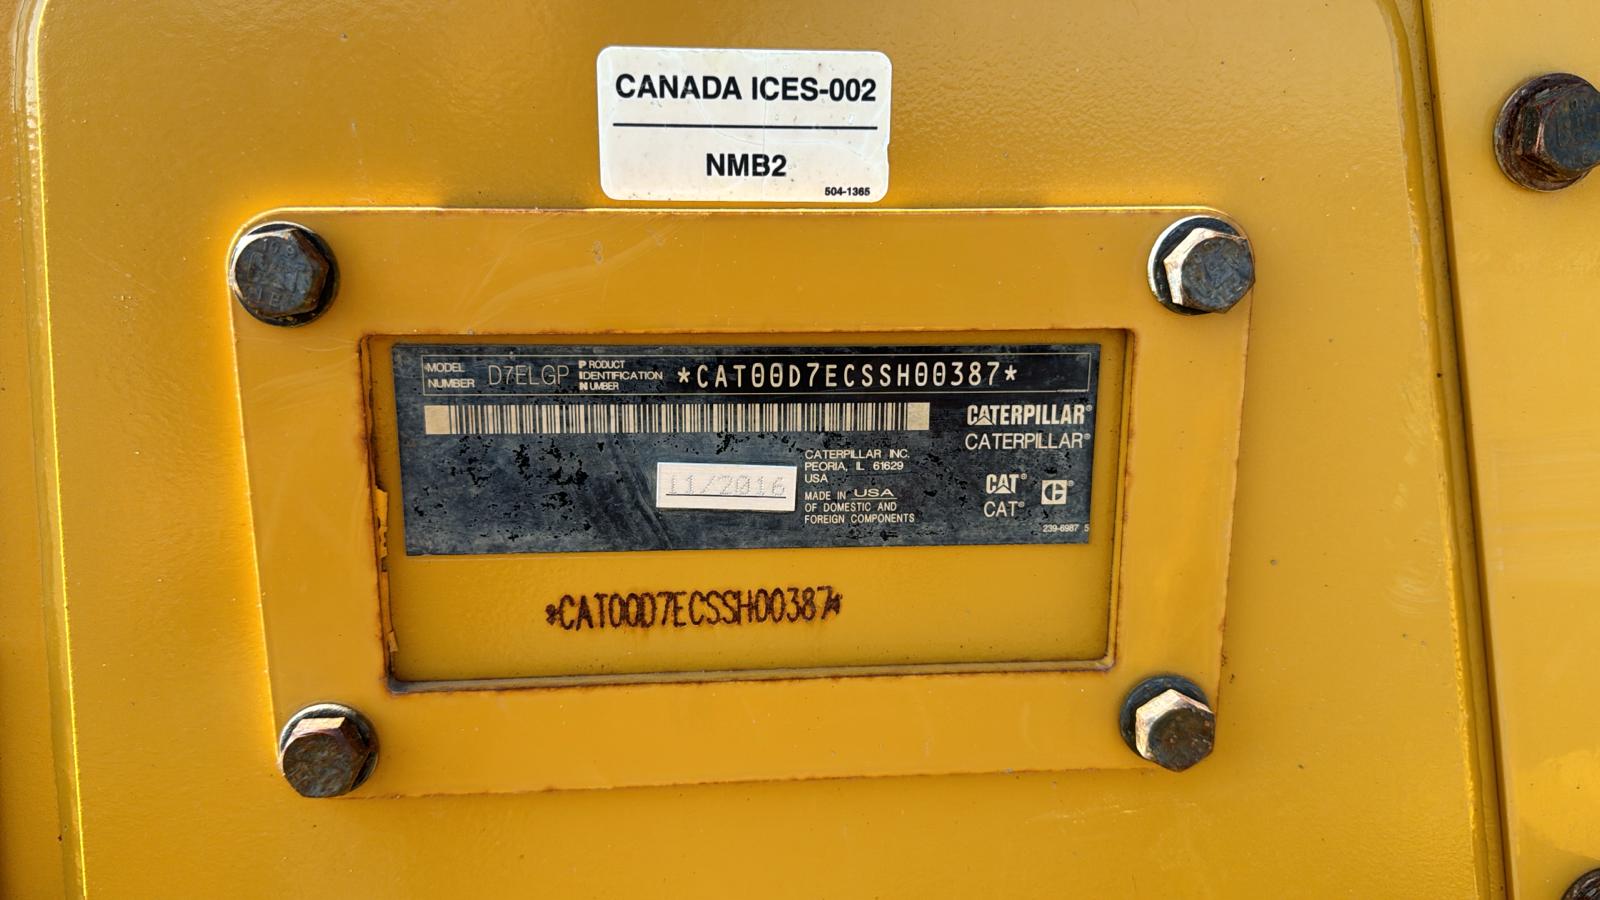 CANADA ICES-002
NMB2
504-1365
MODEL NUMBER D7ELGP PRODUCT IDENTIFICATION NUMBER *CAT00D7ECSSH00387*
CATERPILLAR®
CATERPILLAR®
CATERPILLAR INC.
PEORIA, IL 61629
USA
11/2016
MADE IN USA
OF DOMESTIC AND
FOREIGN COMPONENTS
CAT®
CAT®
239-6987 5
*CAT00D7ECSSH00387*